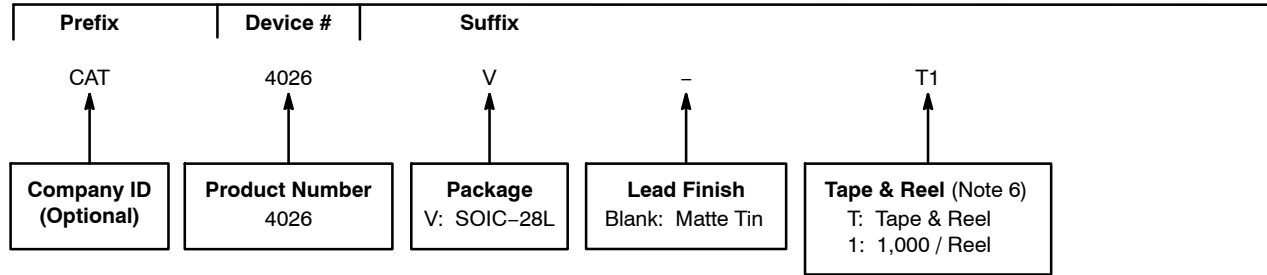 Prefix Device # Suffix
CAT 4026 V – T1
Company ID
(Optional)
Product Number
4026
Package
V: SOIC−28L
Lead Finish
Blank: Matte Tin
Tape & Reel (Note 6)
T: Tape & Reel
1: 1,000 / Reel